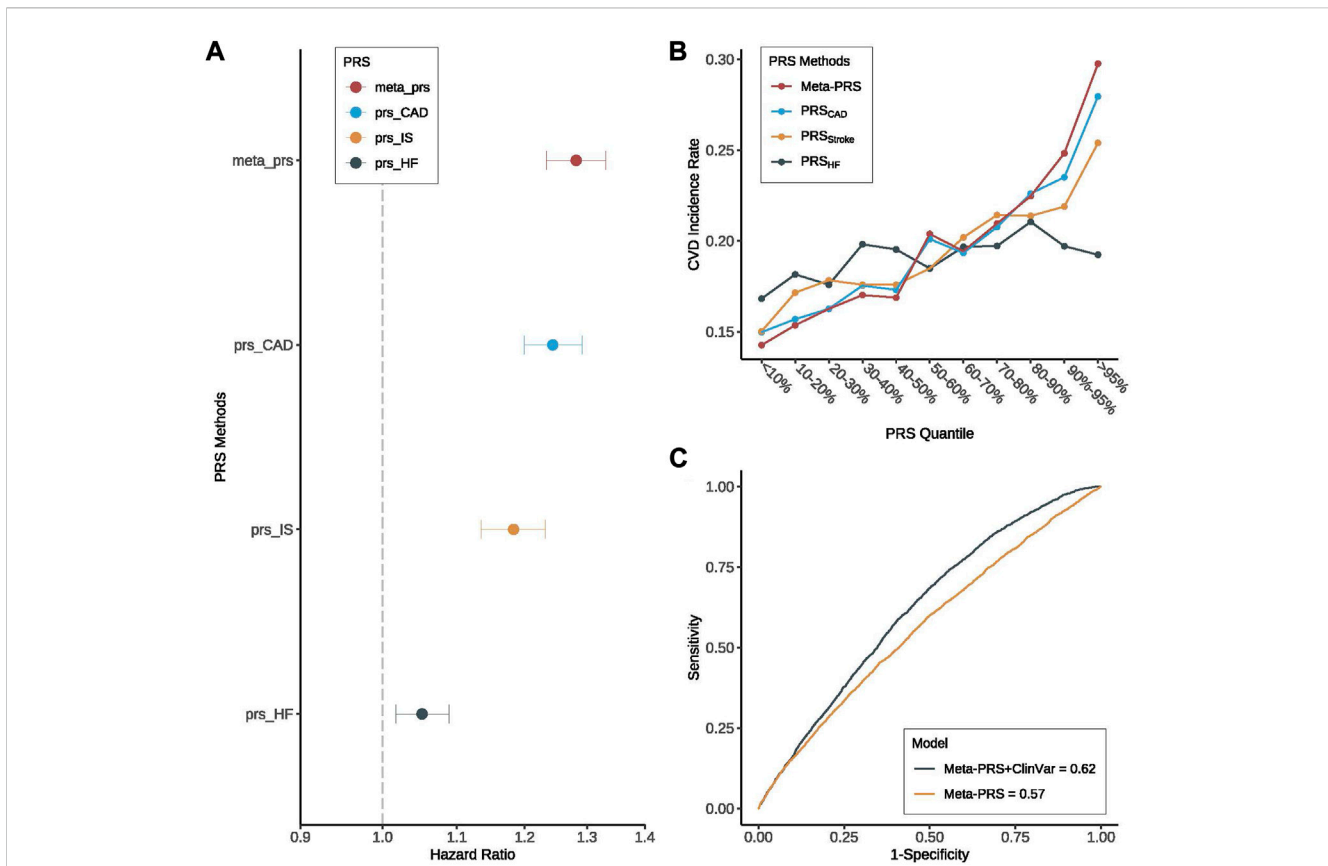 A
PRS
meta_prs
prs_CAD
prs_IS
prs_HF
meta_prs
prs_CAD
prs_IS
prs_HF
PRS Methods
0.9
1.0
1.1
1.2
1.3
1.4
Hazard Ratio
B
PRS Methods
Meta-PRS
PRSCAD
PRSStroke
PRSHF
0.30
0.25
0.20
0.15
CVD Incidence Rate
<10%
10-20%
20-30%
30-40%
40-50%
50-60%
60-70%
70-80%
80-90%
90%-95%
>95%
PRS Quantile
C
1.00
0.75
0.50
0.25
0.00
Sensitivity
Model
Meta-PRS+ClinVar = 0.62
Meta-PRS = 0.57
0.00
0.25
0.50
0.75
1.00
1-Specificity